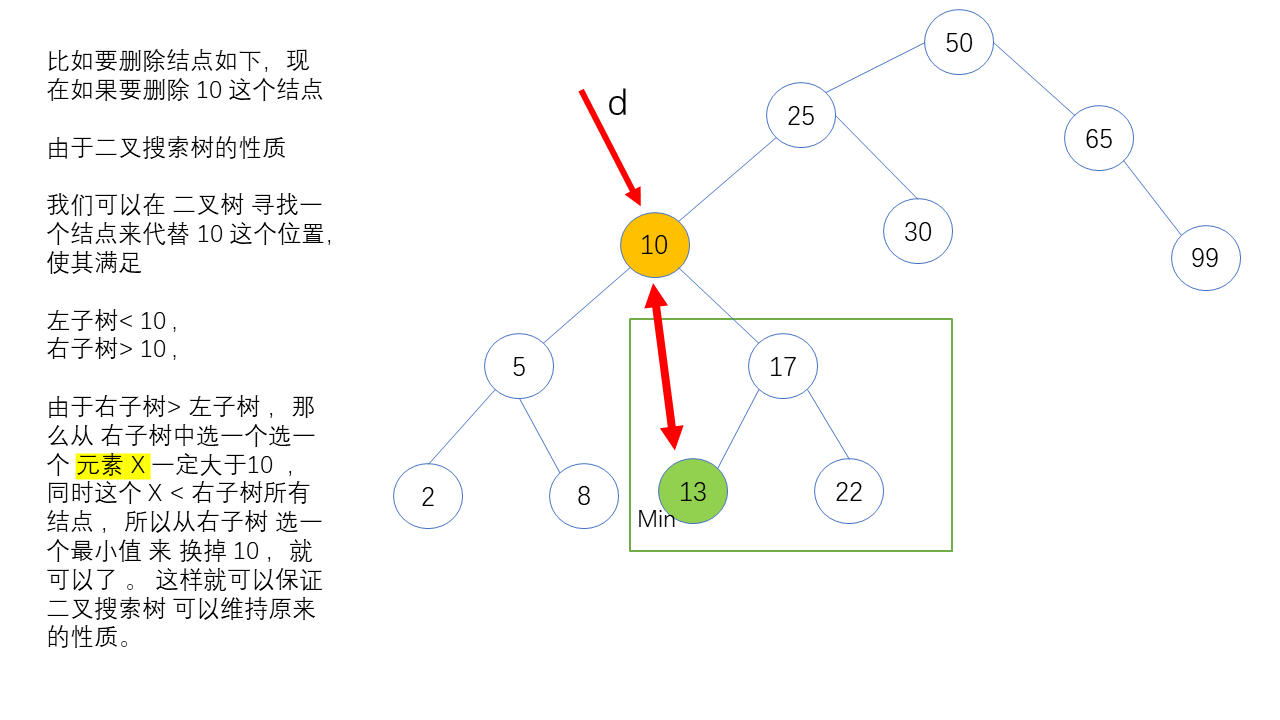 比如要删除结点如下，现
在如果要删除 10 这个结点
由于二叉搜索树的性质
我们可以在 二叉树 寻找一
个结点来代替 10 这个位置，
使其满足
左子树< 10 ，
右子树> 10 ，
由于右子树> 左子树 ， 那
么从 右子树中选一个选一
个 元素 X 一定大于10 ，
同时这个 X < 右子树所有
结点 ， 所以从右子树 选一
个最小值 来 换掉 10 ， 就
可以了 。 这样就可以保证
二叉搜索树 可以维持原来
的性质。
50
d
25
65
10
30
99
5
17
2
8
13
22
Min